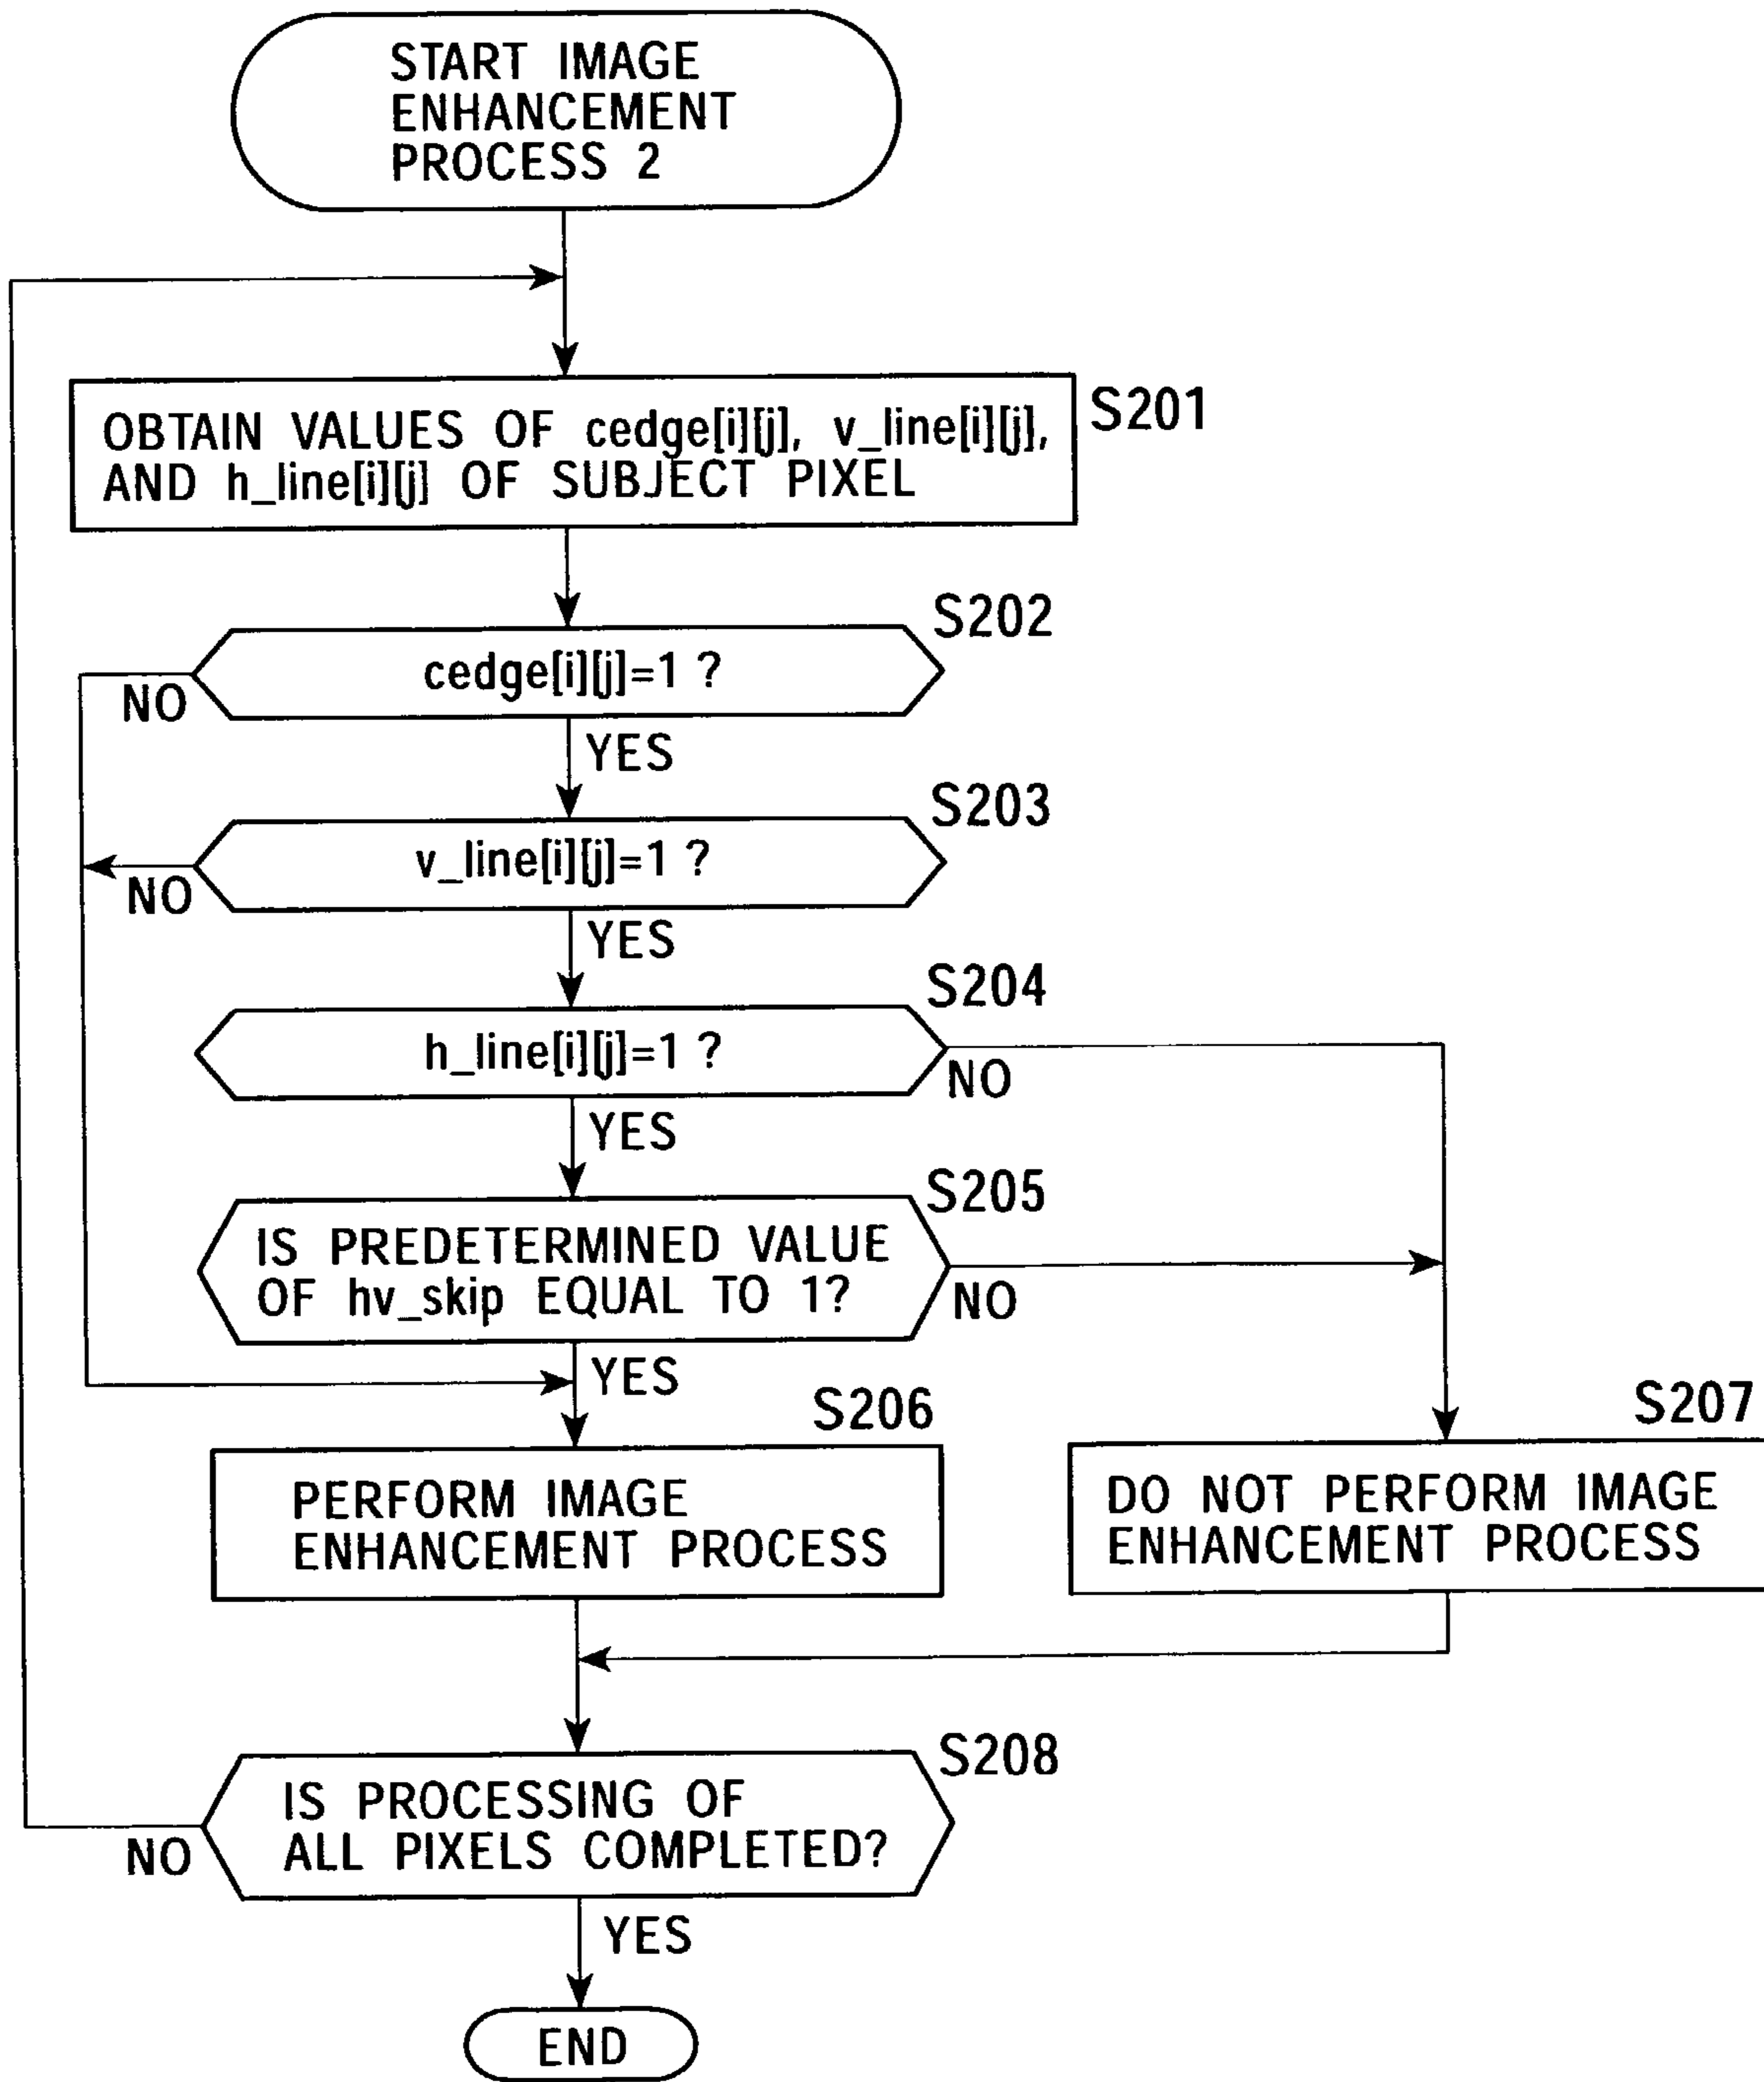 START IMAGE
ENHANCEMENT
PROCESS 2
OBTAIN VALUES OF cedge[i][j], v_line[i][j],
AND h_line[i][j] OF SUBJECT PIXEL
S201
S202
cedge[i][j]=1 ?
NO
YES
S203
v_line[i][j]=1 ?
NO
YES
S204
h_line[i][j]=1 ?
NO
YES
S205
IS PREDETERMINED VALUE
OF hv_skip EQUAL TO 1?
NO
YES
S206
PERFORM IMAGE
ENHANCEMENT PROCESS
S207
DO NOT PERFORM IMAGE
ENHANCEMENT PROCESS
S208
IS PROCESSING OF
ALL PIXELS COMPLETED?
NO
YES
END